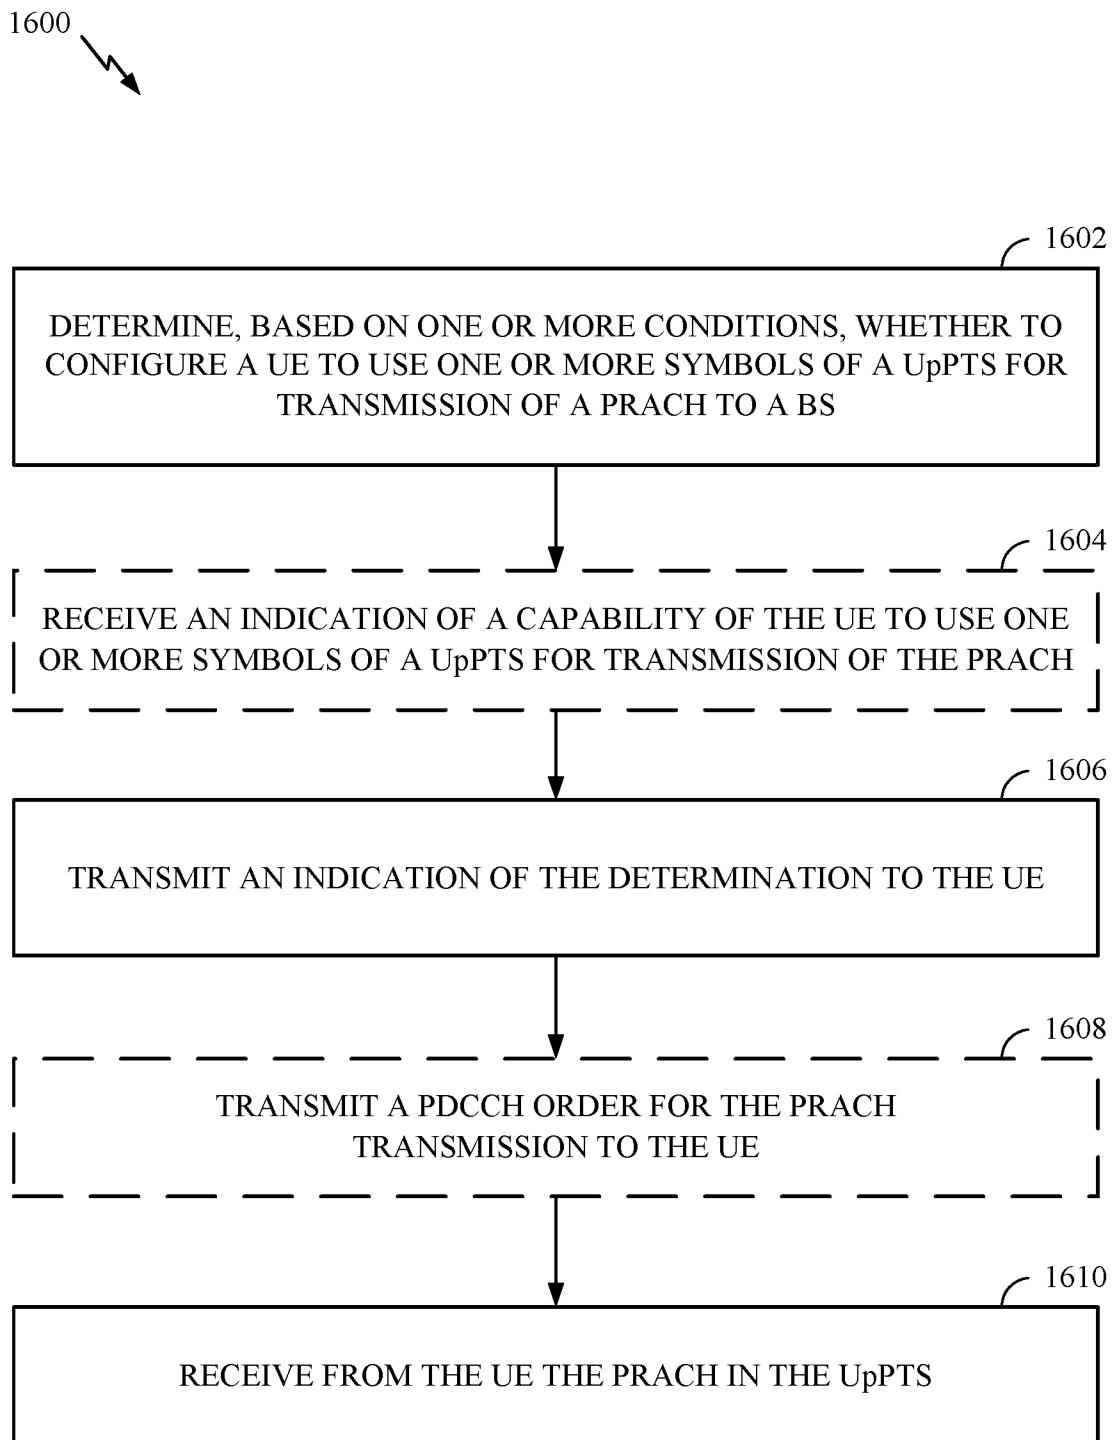 1600
1602
DETERMINE, BASED ON ONE OR MORE CONDITIONS, WHETHER TO
CONFIGURE A UE TO USE ONE OR MORE SYMBOLS OF A UpPTS FOR
TRANSMISSION OF A PRACH TO A BS
1604
RECEIVE AN INDICATION OF A CAPABILITY OF THE UE TO USE ONE
OR MORE SYMBOLS OF A UpPTS FOR TRANSMISSION OF THE PRACH
1606
TRANSMIT AN INDICATION OF THE DETERMINATION TO THE UE
1608
TRANSMIT A PDCCH ORDER FOR THE PRACH
TRANSMISSION TO THE UE
1610
RECEIVE FROM THE UE THE PRACH IN THE UpPTS